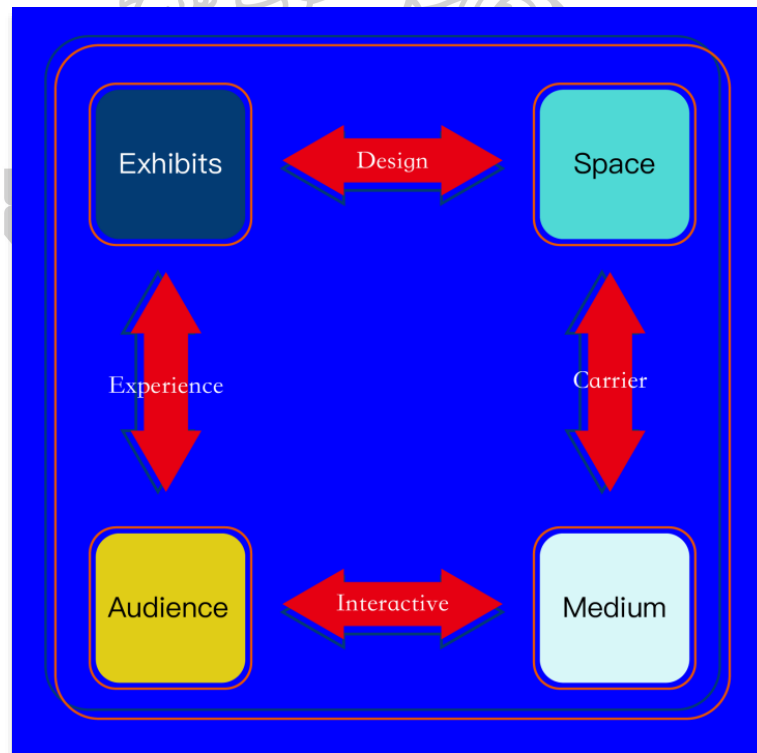 Exhibits
Design
Space
Experience
Carrier
Audience
Interactive
Medium